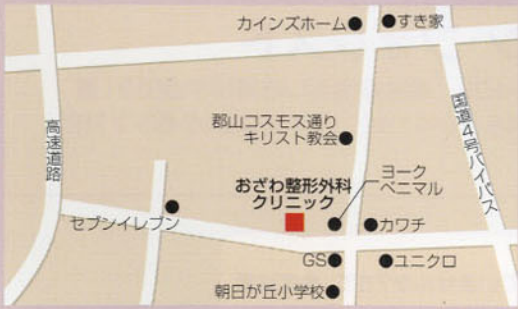 カインズホーム
すき家
高速道路
国道4号バイパス
郡山コスモス通り
キリスト教会
ヨーク
ベニマル
おざわ整形外科
クリニック
セブンイレブン
カワチ
GS
ユニクロ
朝日が丘小学校